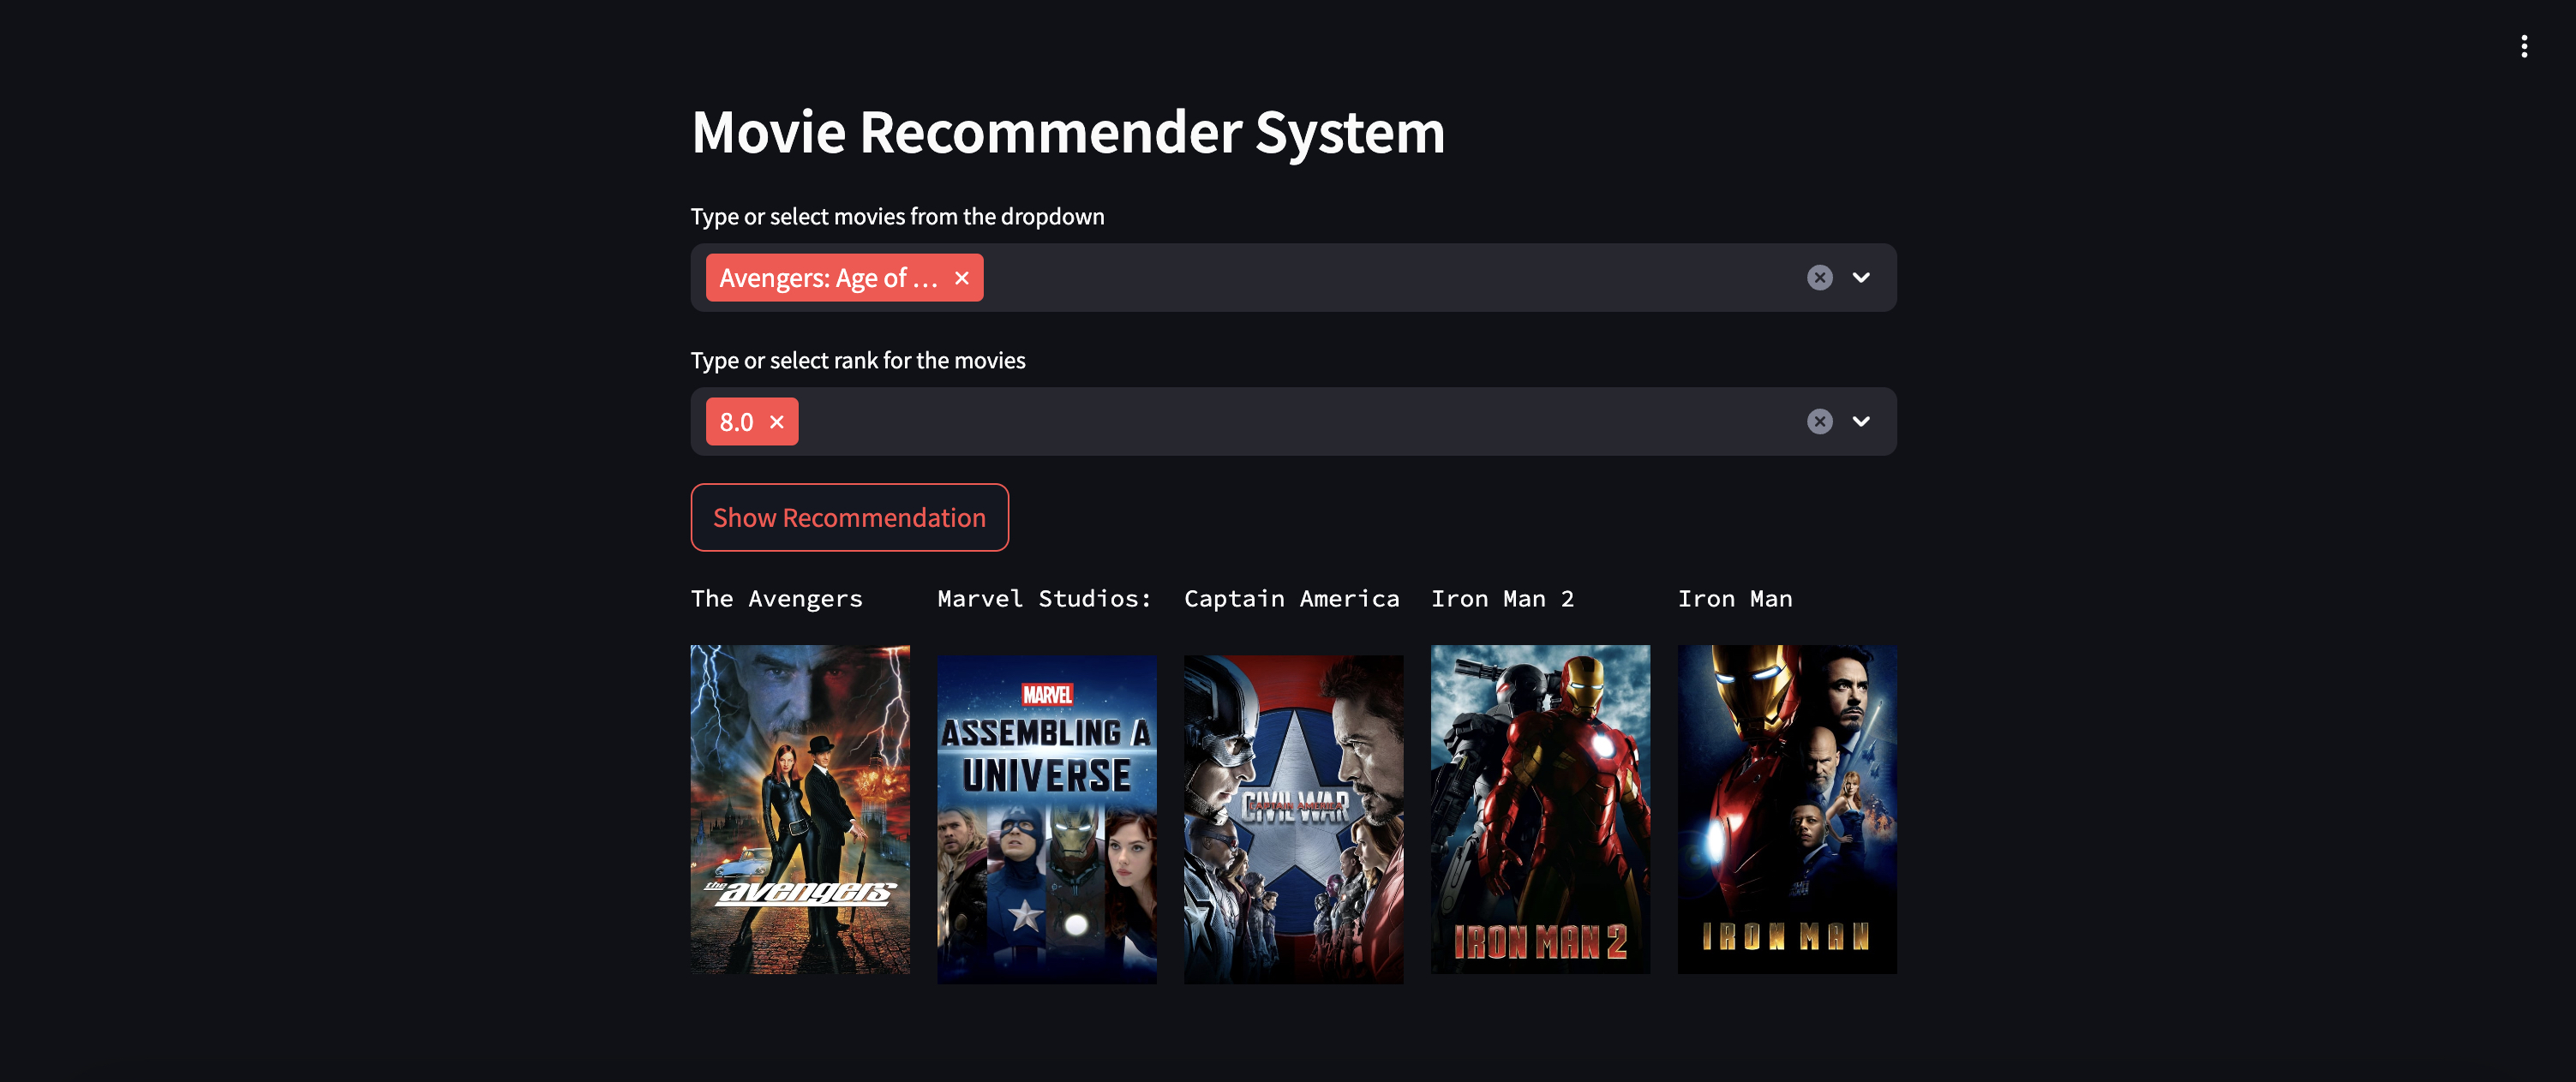 Movie Recommender System
Type or select movies from the dropdown
Avengers: Age of ...
Type or select rank for the movies
8.0
Show Recommendation
The Avengers
Marvel Studios:
Captain America
Iron Man 2
Iron Man
the avengers
MARVEL
ASSEMBLING A
UNIVERSE
CAPTAIN AMERICA
CIVIL WAR
IRON MAN 2
IRON MAN